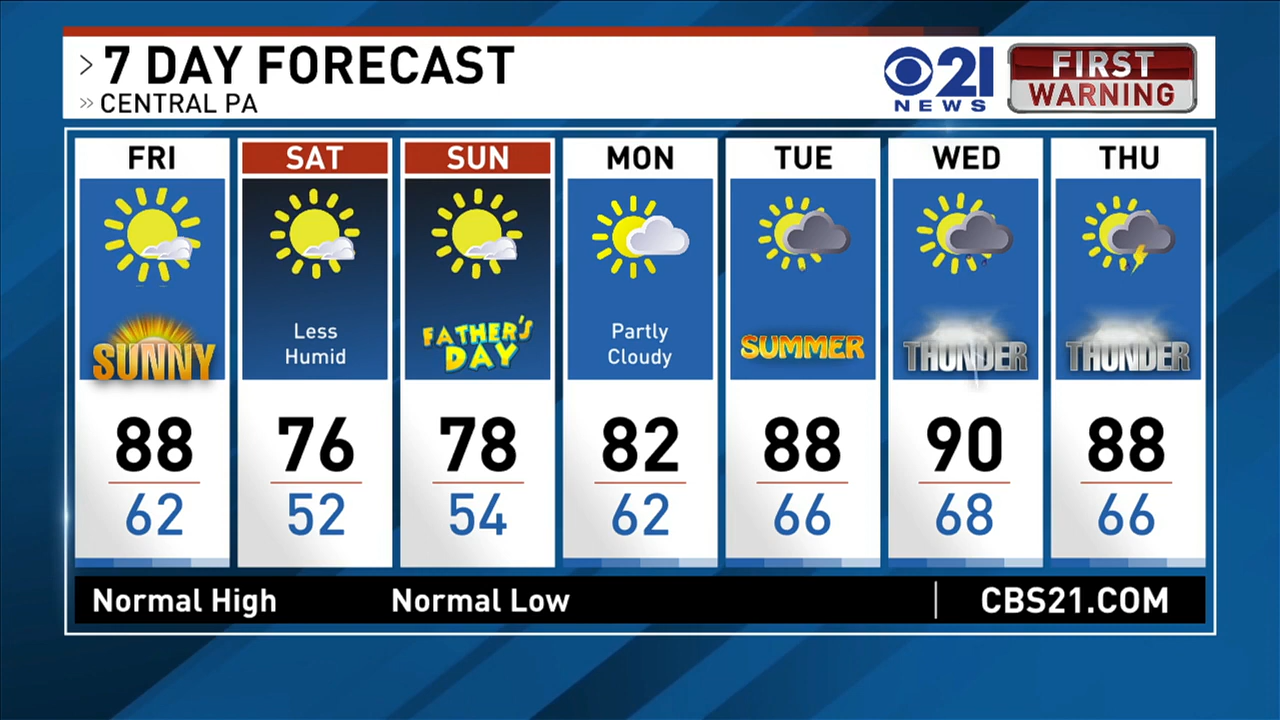 > 7 DAY FORECAST
>> CENTRAL PA
21
NEWS
FIRST
WARNING
FRI
SAT
SUN
MON
TUE
WED
THU
SUNNY
Less
Humid
FATHER'S
DAY
Partly
Cloudy
SUMMER
THUNDER
THUNDER
88
76
78
82
88
90
88
62
52
54
62
66
68
66
Normal High
Normal Low
CBS21.COM